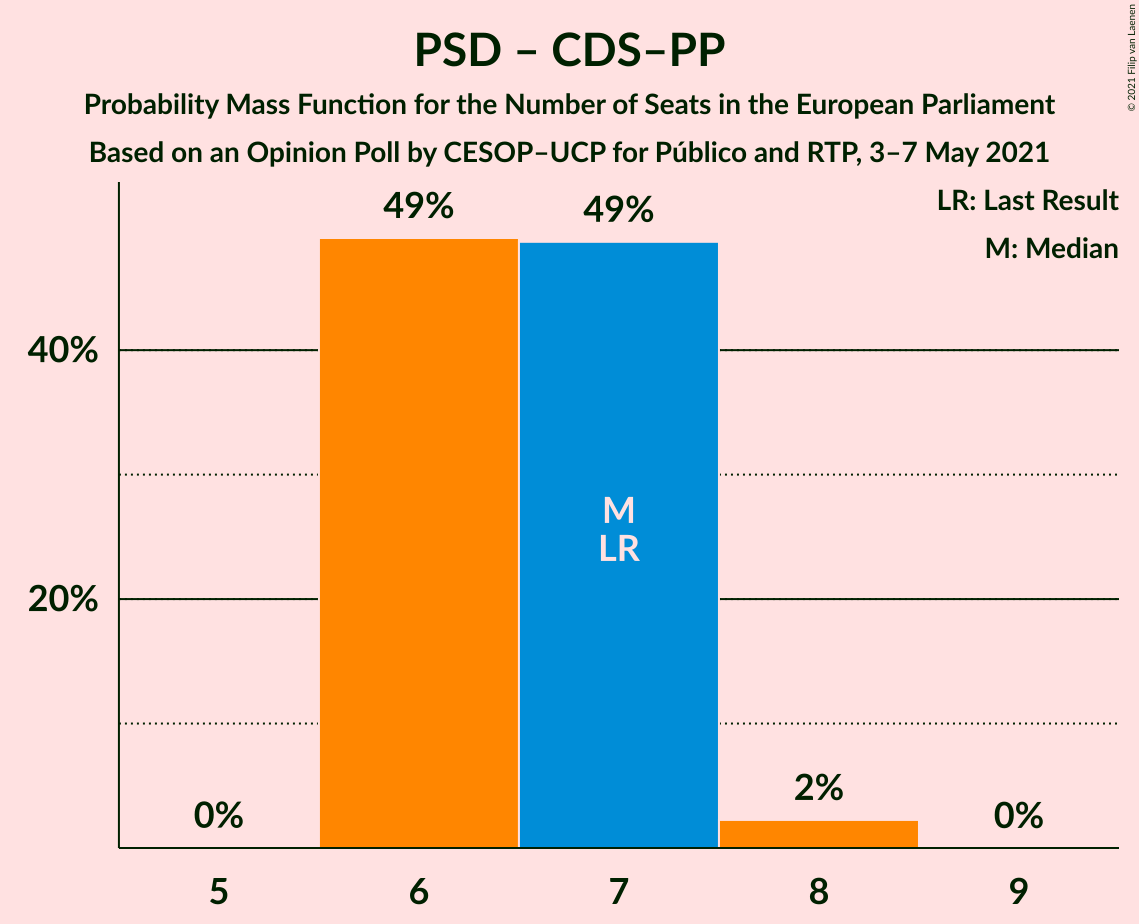 PSD – CDS–PP
Probability Mass Function for the Number of Seats in the European Parliament
Based on an Opinion Poll by CESOP–UCP for Público and RTP, 3–7 May 2021
© 2021 Filip van Laenen
LR: Last Result
M: Median
49%
49%
40%
M
LR
20%
2%
0%
0%
5
6
7
8
9